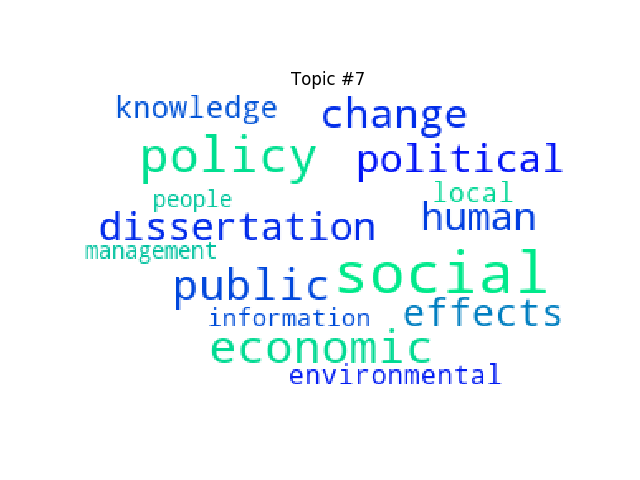 Topic #7
knowledge change
policy political
people local
dissertation human
management
public social
information effects
economic
environmental